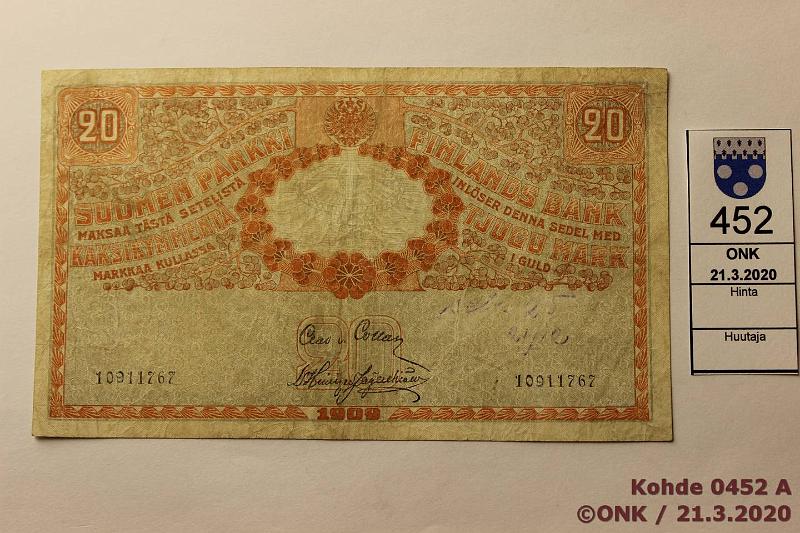 20
20
SUOMEN PANKKI
MAKSAA TÄSTÄ SETELISTÄ
KAKSIKYMMENTÄ
MARKKAA KULLASSA
FINLANDS BANK
INLÖSER DENNA SEDEL MED
TJUGU MARK
I GULD
20
10911767
10911767
1909
452
ONK
21.3.2020
Hinta
Huutaja
Kohde 0452 A
©ONK / 21.3.2020